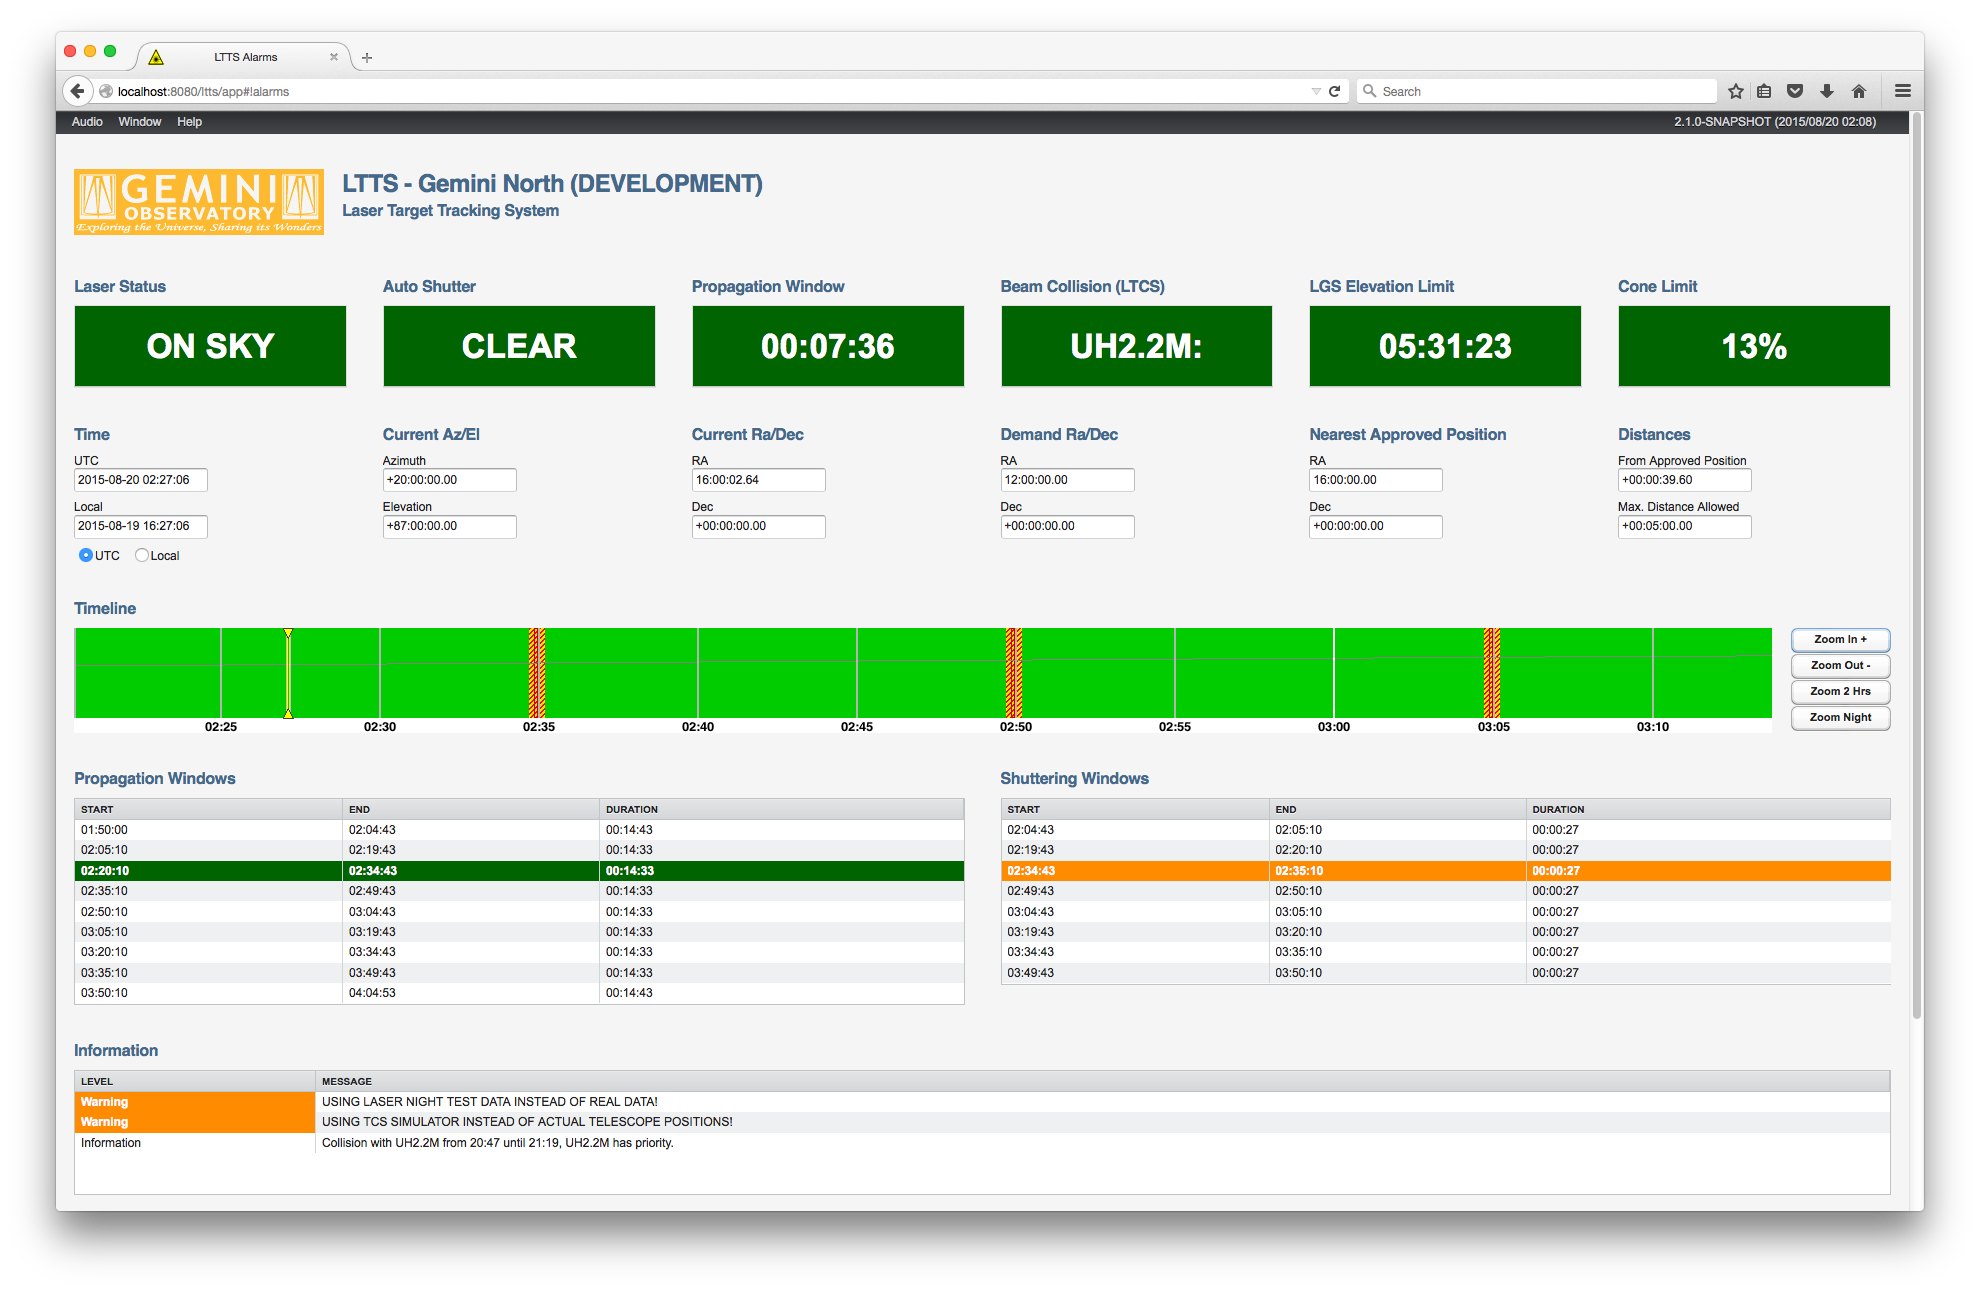 LTTS Alarms
localhost:8080/ltts/app#!alarms
Search
Audio Window Help 2.1.0-SNAPSHOT (2015/08/20 02:08)
GEMINI
OBSERVATORY
Exploring the Universe, Sharing its Wonders
LTTS - Gemini North (DEVELOPMENT)
Laser Target Tracking System
Laser Status Auto Shutter Propagation Window Beam Collision (LTCS) LGS Elevation Limit Cone Limit
ON SKY CLEAR 00:07:36 UH2.2M: 05:31:23 13%
Time Current Az/El Current Ra/Dec Demand Ra/Dec Nearest Approved Position Distances
UTC Azimuth RA RA RA From Approved Position
2015-08-20 02:27:06 +20:00:00.00 16:00:02.64 12:00:00.00 16:00:00.00 +00:00:39.60
Local Elevation Dec Dec Dec Max. Distance Allowed
2015-08-19 16:27:06 +87:00:00.00 +00:00:00.00 +00:00:00.00 +00:00:00.00 +00:05:00.00
UTC Local
Timeline
Zoom In +
Zoom Out -
Zoom 2 Hrs
Zoom Night
02:25 02:30 02:35 02:40 02:45 02:50 02:55 03:00 03:05 03:10
Propagation Windows
START END DURATION
01:50:00 02:04:43 00:14:43
02:05:10 02:19:43 00:14:33
02:20:10 02:34:43 00:14:33
02:35:10 02:49:43 00:14:33
02:50:10 03:04:43 00:14:33
03:05:10 03:19:43 00:14:33
03:20:10 03:34:43 00:14:33
03:35:10 03:49:43 00:14:33
03:50:10 04:04:53 00:14:43
Shuttering Windows
START END DURATION
02:04:43 02:05:10 00:00:27
02:19:43 02:20:10 00:00:27
02:34:43 02:35:10 00:00:27
02:49:43 02:50:10 00:00:27
03:04:43 03:05:10 00:00:27
03:19:43 03:20:10 00:00:27
03:34:43 03:35:10 00:00:27
03:49:43 03:50:10 00:00:27
Information
LEVEL MESSAGE
Warning USING LASER NIGHT TEST DATA INSTEAD OF REAL DATA!
Warning USING TCS SIMULATOR INSTEAD OF ACTUAL TELESCOPE POSITIONS!
Information Collision with UH2.2M from 20:47 until 21:19, UH2.2M has priority.